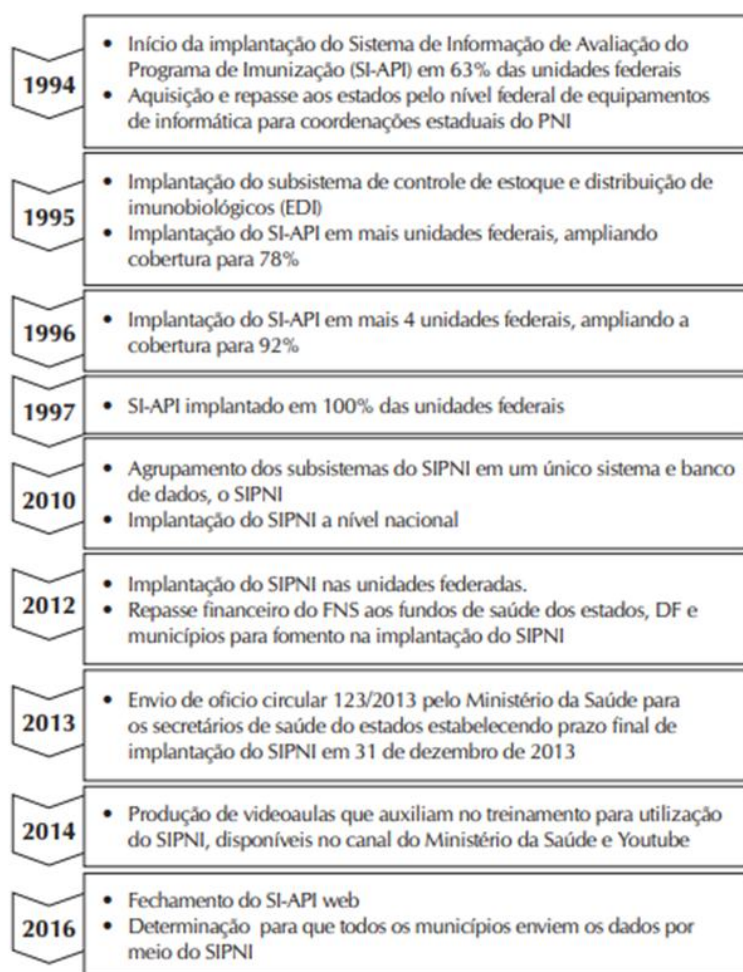 1994
• Início da implantação do Sistema de Informação de Avaliação do
Programa de Imunização (SI-API) em 63% das unidades federais
• Aquisição e repasse aos estados pelo nível federal de equipamentos
de informática para coordenações estaduais do PNI
1995
• Implantação do subsistema de controle de estoque e distribuição de
imunobiológicos (EDI)
• Implantação do SI-API em mais unidades federais, ampliando
cobertura para 78%
1996
• Implantação do SI-API em mais 4 unidades federais, ampliando a
cobertura para 92%
1997
• SI-API implantado em 100% das unidades federais
2010
• Agrupamento dos subsistemas do SIPNI em um único sistema e banco
de dados, o SIPNI
• Implantação do SIPNI a nível nacional
2012
• Implantação do SIPNI nas unidades federadas.
• Repasse financeiro do FNS aos fundos de saúde dos estados, DF e
municípios para fomento na implantação do SIPNI
2013
• Envio de oficio circular 123/2013 pelo Ministério da Saúde para
os secretários de saúde do estados estabelecendo prazo final de
implantação do SIPNI em 31 de dezembro de 2013
2014
• Produção de videoaulas que auxiliam no treinamento para utilização
do SIPNI, disponíveis no canal do Ministério da Saúde e Youtube
2016
• Fechamento do SI-API web
• Determinação para que todos os municípios enviem os dados por
meio do SIPNI